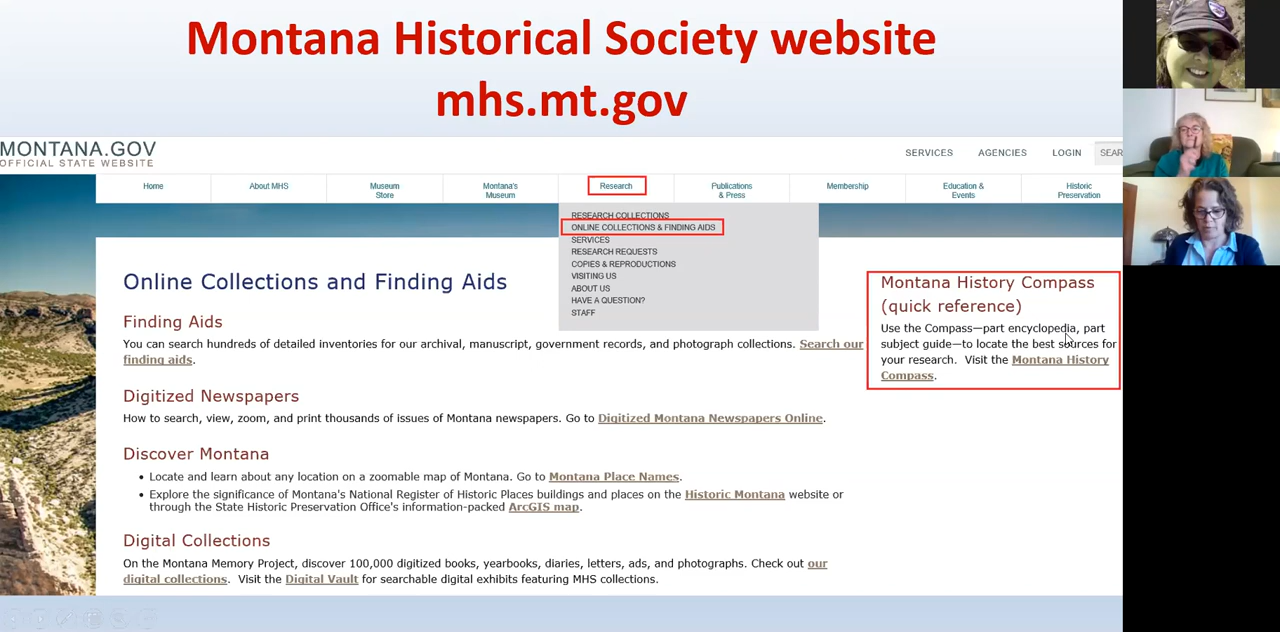 Montana Historical Society website
mhs.mt.gov
MONTANA.GOV
OFFICIAL STATE WEBSITE
SERVICES AGENCIES LOGIN SEAR
Home About MHS Museum Store Montana's Museum Research Publications & Press Membership Education & Events Historic Preservation
RESEARCH COLLECTIONS
ONLINE COLLECTIONS & FINDING AIDS
SERVICES
RESEARCH REQUESTS
COPIES & REPRODUCTIONS
VISITING US
ABOUT US
HAVE A QUESTION?
STAFF
Online Collections and Finding Aids
Finding Aids
You can search hundreds of detailed inventories for our archival, manuscript, government records, and photograph collections. Search our
finding aids.
Digitized Newspapers
How to search, view, zoom, and print thousands of issues of Montana newspapers. Go to Digitized Montana Newspapers Online.
Discover Montana
• Locate and learn about any location on a zoomable map of Montana. Go to Montana Place Names.
• Explore the significance of Montana's National Register of Historic Places buildings and places on the Historic Montana website or
through the State Historic Preservation Office's information-packed ArcGIS map.
Digital Collections
On the Montana Memory Project, discover 100,000 digitized books, yearbooks, diaries, letters, ads, and photographs. Check out our
digital collections. Visit the Digital Vault for searchable digital exhibits featuring MHS collections.
Montana History Compass
(quick reference)
Use the Compass—part encyclopedia, part
subject guide—to locate the best sources for
your research. Visit the Montana History
Compass.